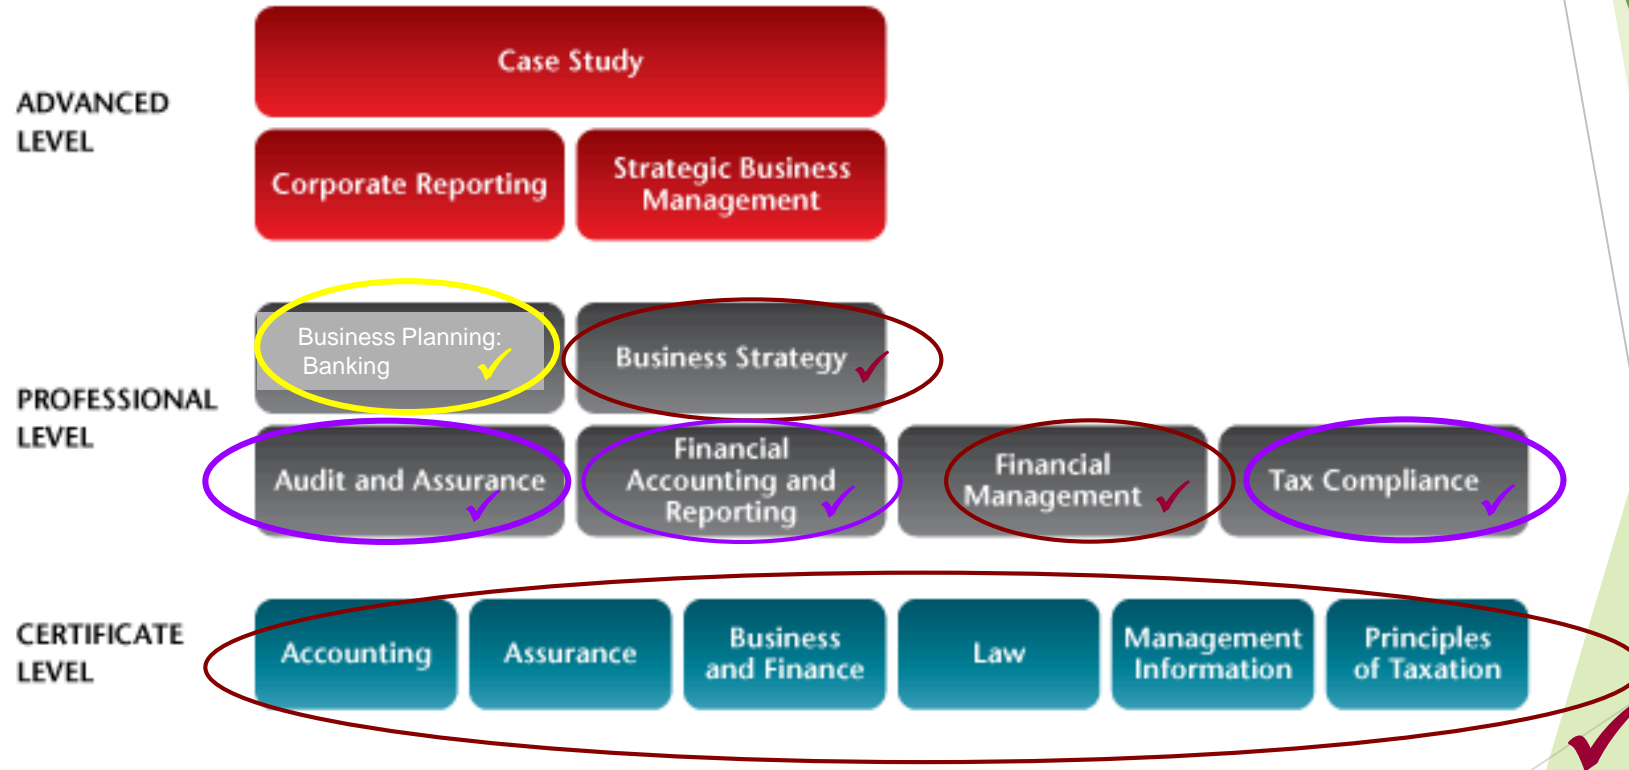 Case Study
ADVANCED
LEVEL
Corporate Reporting
Strategic Business
Management
Business Planning:
Banking
Business Strategy
PROFESSIONAL
LEVEL
Audit and Assurance
Financial
Accounting and
Reporting
Financial
Management
Tax Compliance
CERTIFICATE
LEVEL
Accounting
Assurance
Business
and Finance
Law
Management
Information
Principles
of Taxation